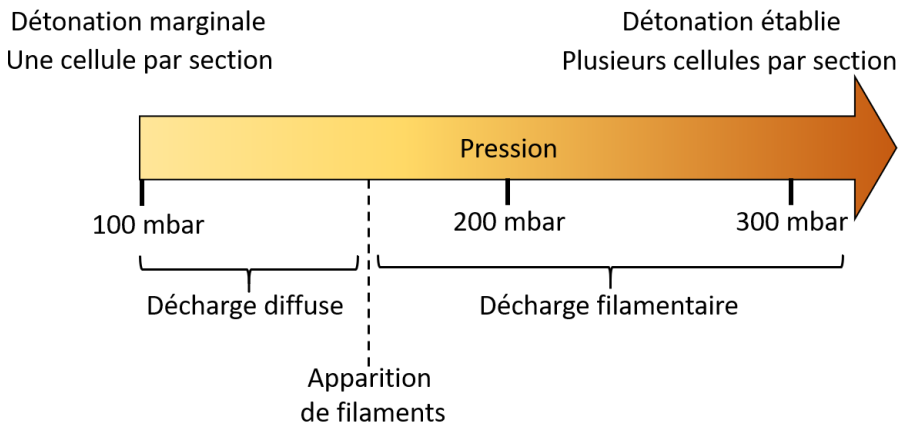 Détonation marginale
Une cellule par section
Détonation établie
Plusieurs cellules par section
Pression
100 mbar
200 mbar
300 mbar
Décharge diffuse
Décharge filamentaire
Apparition
de filaments